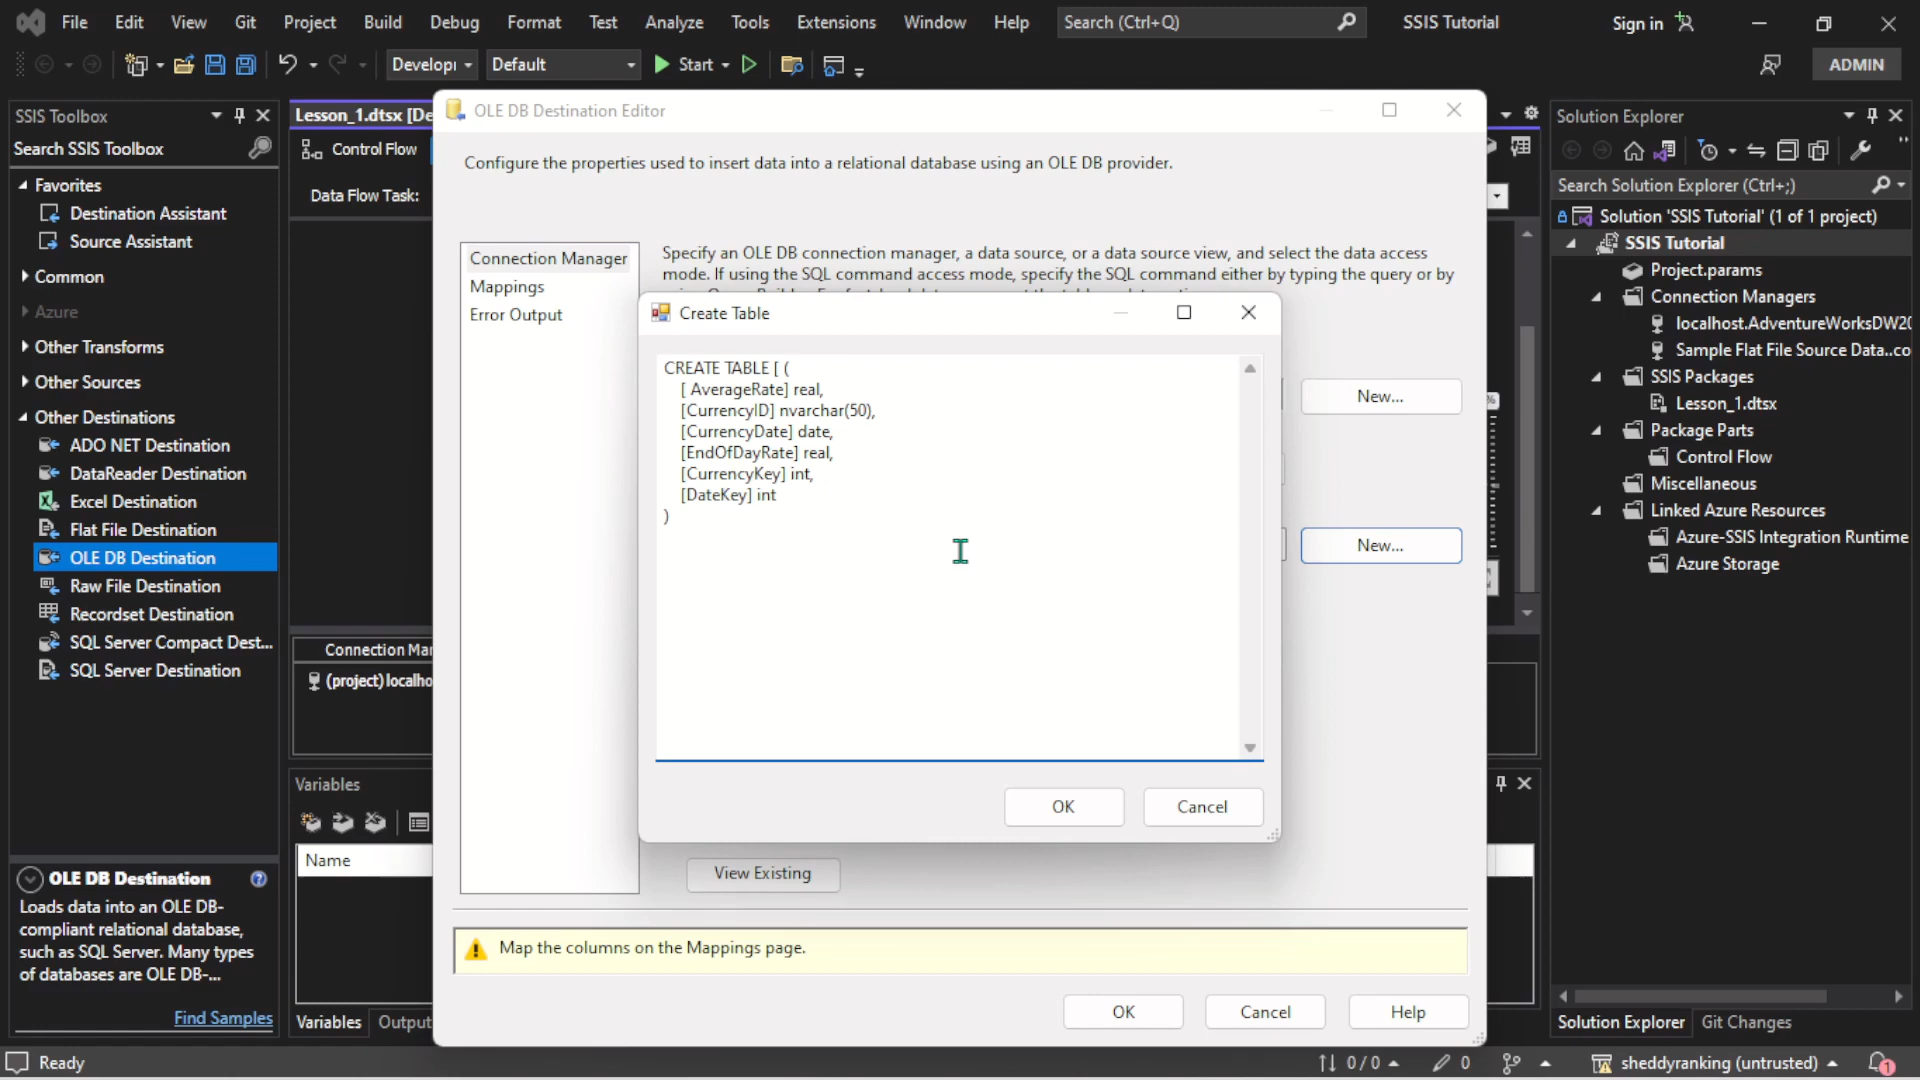 File Edit View Git Project Build Debug Format Test Analyze Tools Extensions Window Help Search (Ctrl+Q) SSIS Tutorial Sign in
Develop Default Start ADMIN
SSIS Toolbox
Search SSIS Toolbox
Favorites
Destination Assistant
Source Assistant
Common
Azure
Other Transforms
Other Sources
Other Destinations
ADO NET Destination
DataReader Destination
Excel Destination
Flat File Destination
OLE DB Destination
Raw File Destination
Recordset Destination
SQL Server Compact Dest...
SQL Server Destination
OLE DB Destination
Loads data into an OLE DB-
compliant relational database,
such as SQL Server. Many types
of databases are OLE DB-...
Find Samples
Lesson_1.dtsx [De
Control Flow
Data Flow Task:
Connection Mar
(project) localho
Variables
Name
Variables Output
OLE DB Destination Editor
Configure the properties used to insert data into a relational database using an OLE DB provider.
Connection Manager
Mappings
Error Output
Specify an OLE DB connection manager, a data source, or a data source view, and select the data access
mode. If using the SQL command access mode, specify the SQL command either by typing the query or by
New...
New...
Create Table
CREATE TABLE [ (
[ AverageRate] real,
[CurrencyID] nvarchar(50),
[CurrencyDate] date,
[EndOfDayRate] real,
[CurrencyKey] int,
[DateKey] int
)
OK Cancel
View Existing
Map the columns on the Mappings page.
OK Cancel Help
Solution Explorer
Search Solution Explorer (Ctrl+;)
Solution 'SSIS Tutorial' (1 of 1 project)
SSIS Tutorial
Project.params
Connection Managers
localhost.AdventureWorksDW20
Sample Flat File Source Data..co
SSIS Packages
Lesson_1.dtsx
Package Parts
Control Flow
Miscellaneous
Linked Azure Resources
Azure-SSIS Integration Runtime
Azure Storage
Solution Explorer Git Changes
Ready 0/0 0 sheddyranking (untrusted) 1